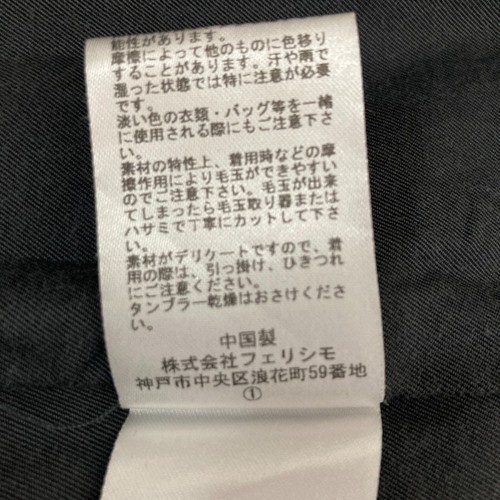 能性があります。
摩擦によって他のものに色移り
することがあります。汗や雨で
湿った状態では特に注意が必要
です。
淡い色の衣類・バッグ等を一緒
に使用される際にもご注意下さ
い。
素材の特性上、着用時などの摩
擦作用により毛玉ができやすい
のでご注意下さい。毛玉が出来
てしまったら毛玉取り器または
ハサミで丁寧にカットして下さ
い。
素材がデリケートですので、着
用の際は、引っ掛け、ひきつれ
にご注意ください。
タンブラー乾燥はおさけくださ
い。
中国製
株式会社フェリシモ
神戸市中央区浪花町59番地
①